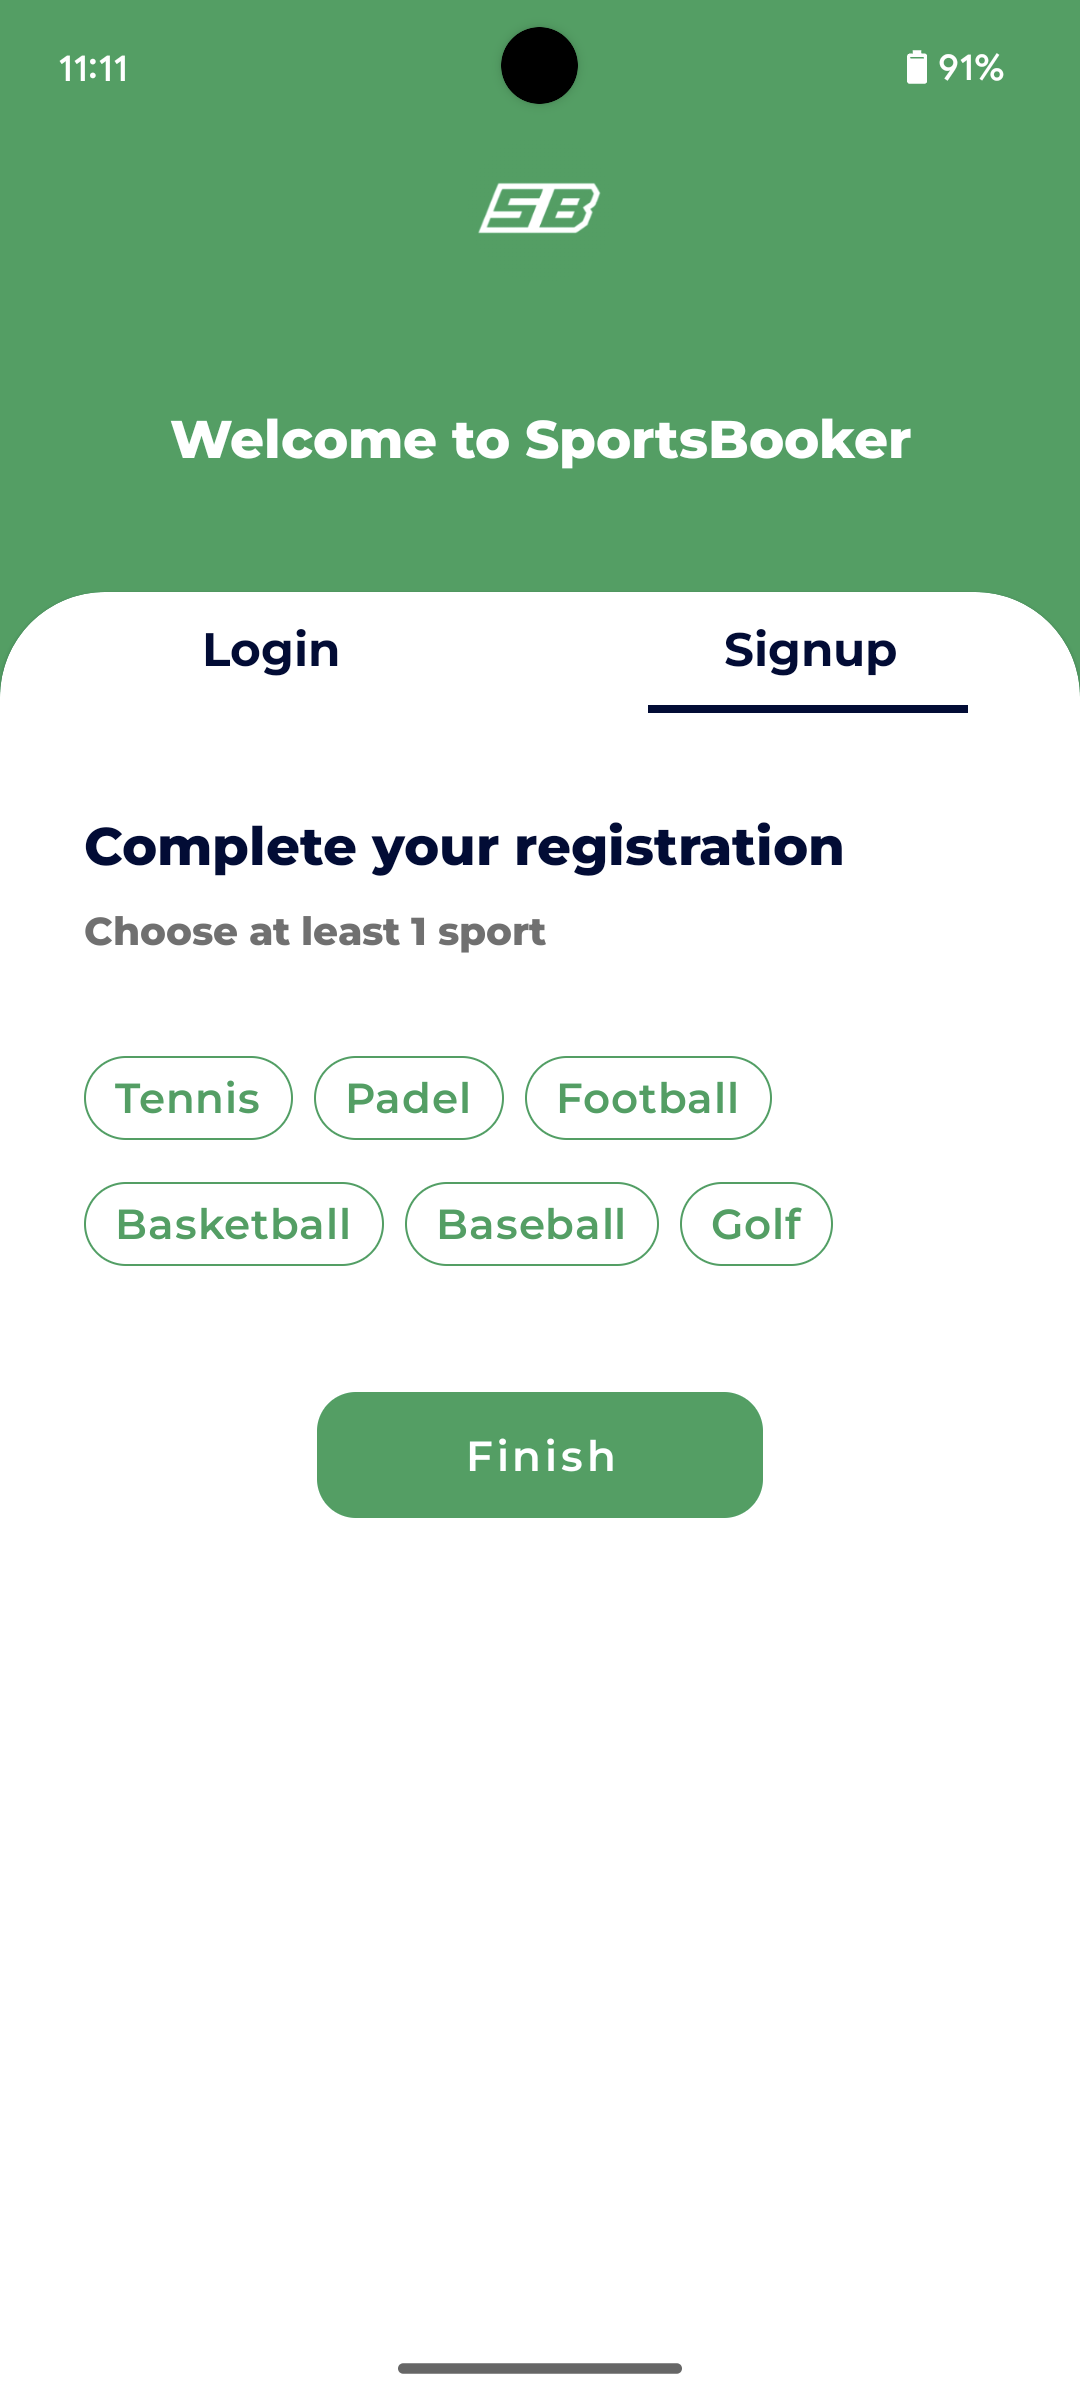 11:11
91%
SB
Welcome to SportsBooker
Login
Signup
Complete your registration
Choose at least 1 sport
Tennis
Padel
Football
Basketball
Baseball
Golf
Finish